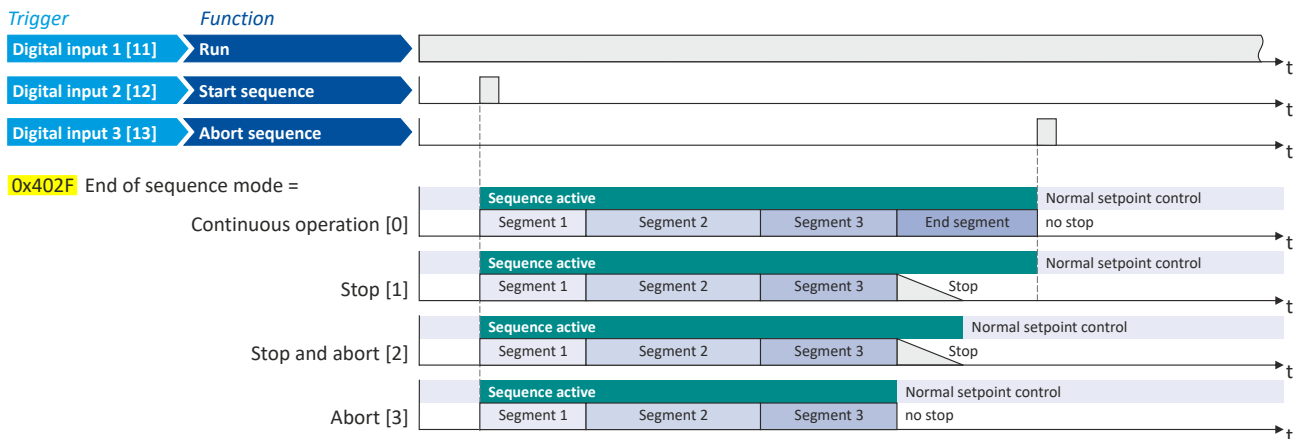 Trigger Function
Digital input 1 [11] Run
t
Digital input 2 [12] Start sequence
t
Digital input 3 [13] Abort sequence
t
0x402F End of sequence mode =
Sequence active Normal setpoint control
Continuous operation [0] Segment 1 Segment 2 Segment 3 End segment no stop
t
Sequence active Normal setpoint control
Stop [1] Segment 1 Segment 2 Segment 3 Stop
t
Sequence active Normal setpoint control
Stop and abort [2] Segment 1 Segment 2 Segment 3 Stop
t
Sequence active Normal setpoint control
Abort [3] Segment 1 Segment 2 Segment 3 no stop
t